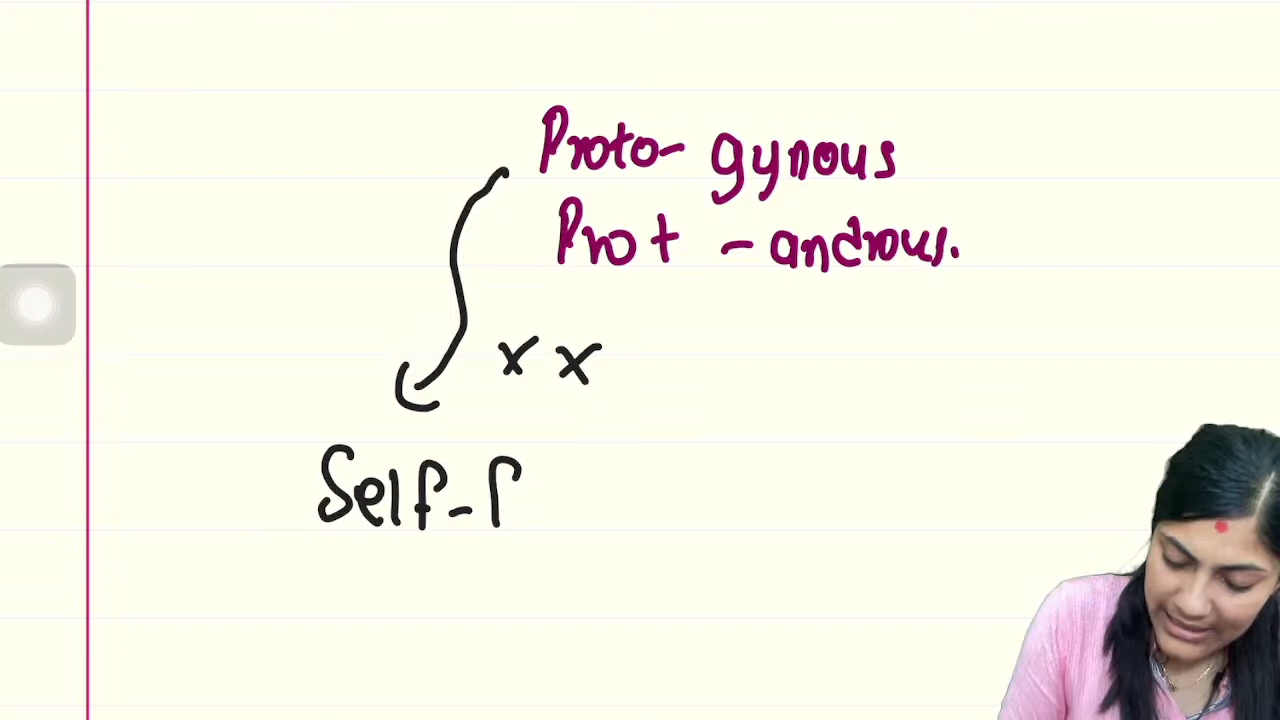 Proto- gynous
Prot - androus.
x x
Self-f